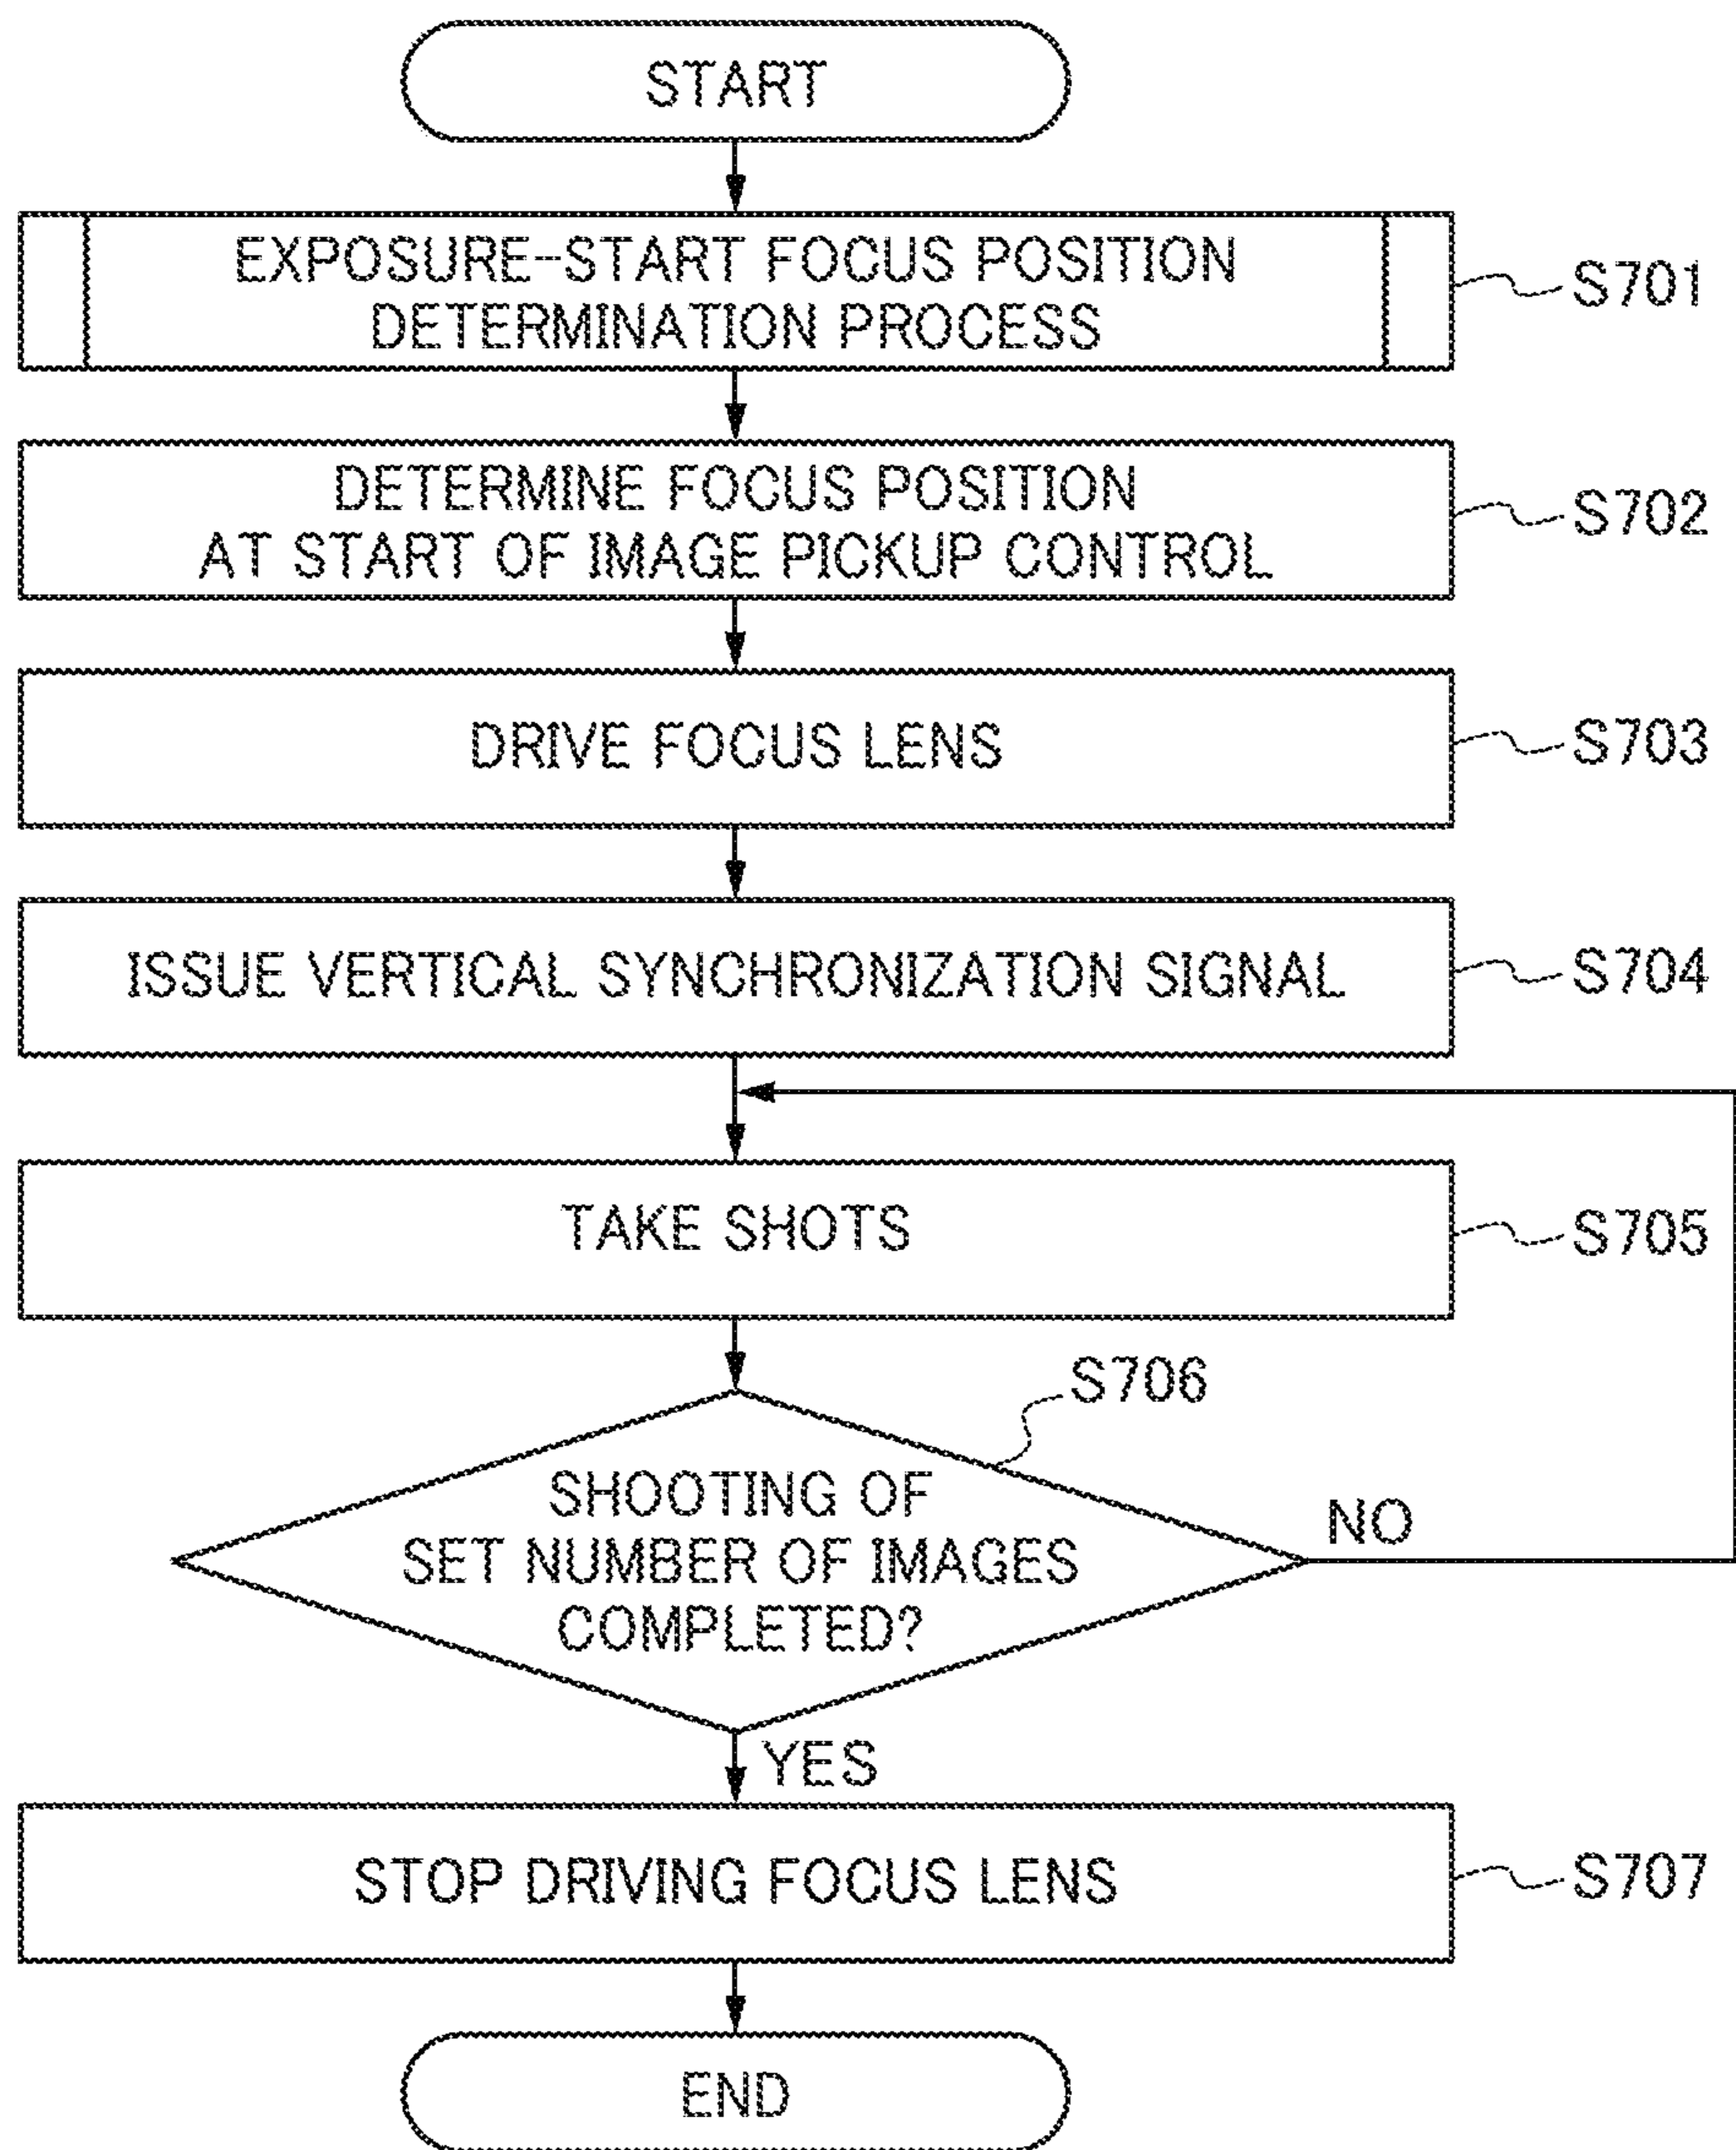 START
EXPOSURE-START FOCUS POSITION
DETERMINATION PROCESS
S701
DETERMINE FOCUS POSITION
AT START OF IMAGE PICKUP CONTROL
S702
DRIVE FOCUS LENS
S703
ISSUE VERTICAL SYNCHRONIZATION SIGNAL
S704
TAKE SHOTS
S705
S706
SHOOTING OF
SET NUMBER OF IMAGES
COMPLETED?
NO
YES
STOP DRIVING FOCUS LENS
S707
END